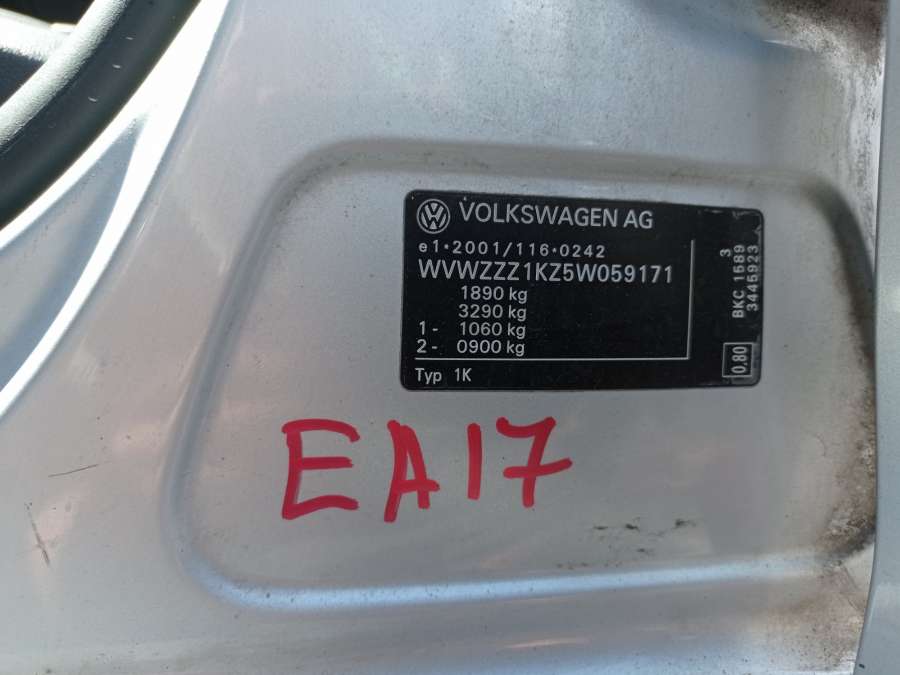 VOLKSWAGEN AG
e1*2001/116*0242
WVWZZZ1KZ5W059171
1890 kg
3290 kg
1- 1060 kg
2- 0900 kg
Typ 1K
3
BKC 1589
3445923
0.80
EA17